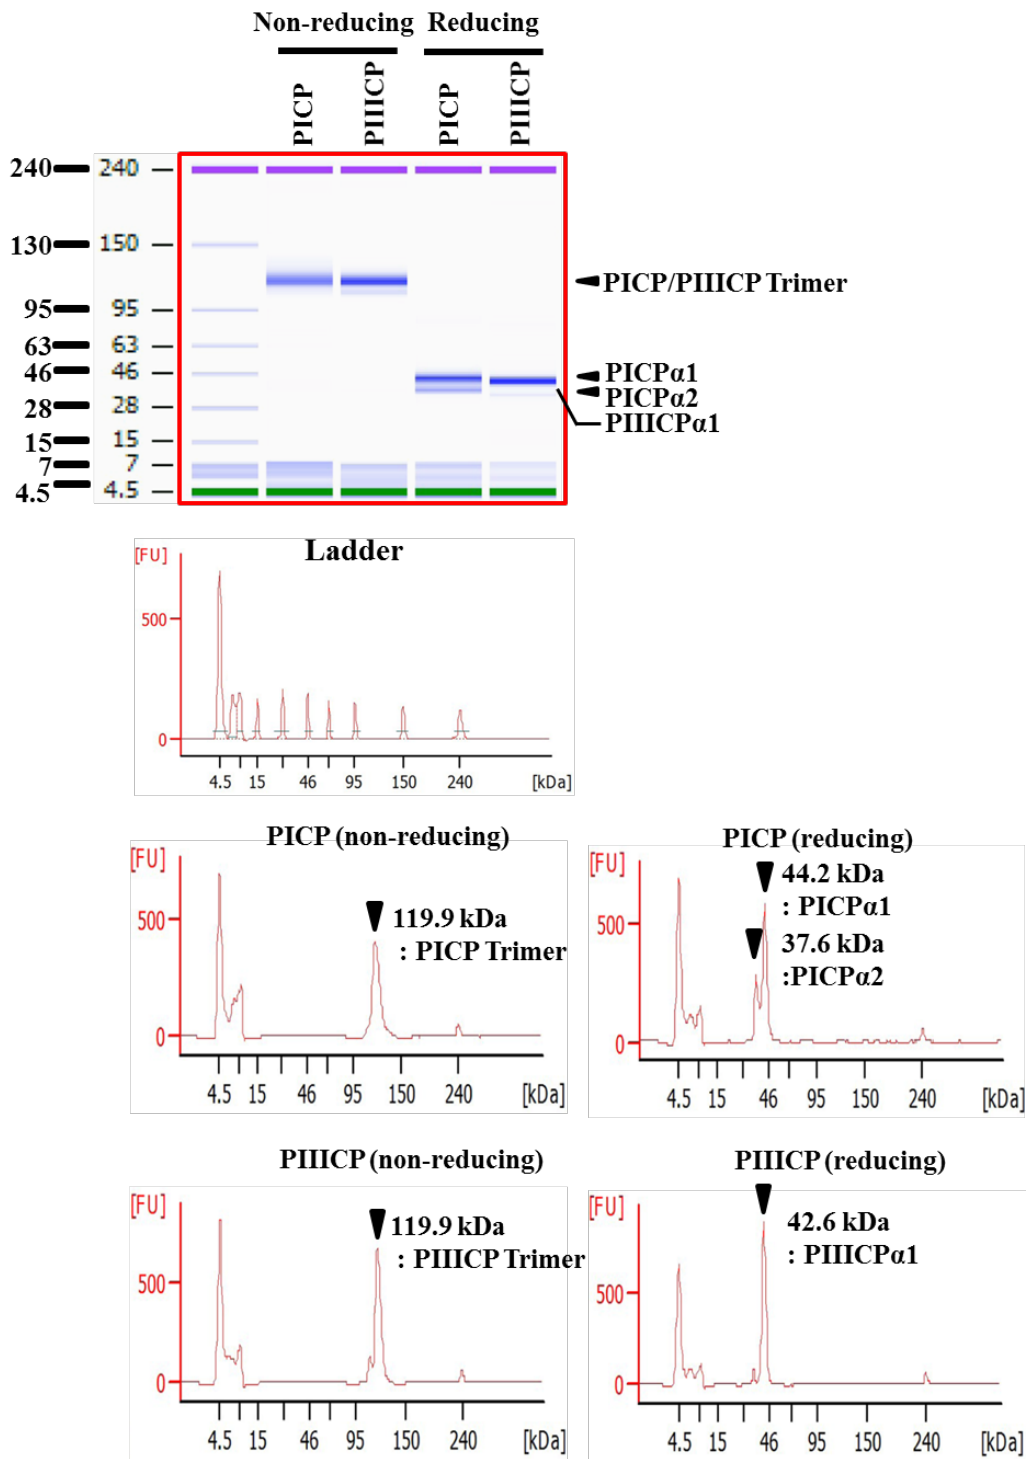 Non-reducing Reducing
PICP PIIICP PICP PIIICP
240 240
130 150
95 95
63 63
46 46
28 28
15 15
7 7
4.5 4.5
PICP/PIIICP Trimer
PICPα1
PICPα2
PIIICPα1
Ladder
[FU]
500
0
4.5 15 46 95 150 240 [kDa]
PICP (non-reducing)
[FU]
500
0
119.9 kDa
: PICP Trimer
4.5 15 46 95 150 240 [kDa]
PICP (reducing)
[FU]
500
0
44.2 kDa
: PICPα1
37.6 kDa
:PICPα2
4.5 15 46 95 150 240 [kDa]
PIIICP (non-reducing)
[FU]
500
0
119.9 kDa
: PIIICP Trimer
4.5 15 46 95 150 240 [kDa]
PIIICP (reducing)
[FU]
500
0
42.6 kDa
: PIIICPα1
4.5 15 46 95 150 240 [kDa]